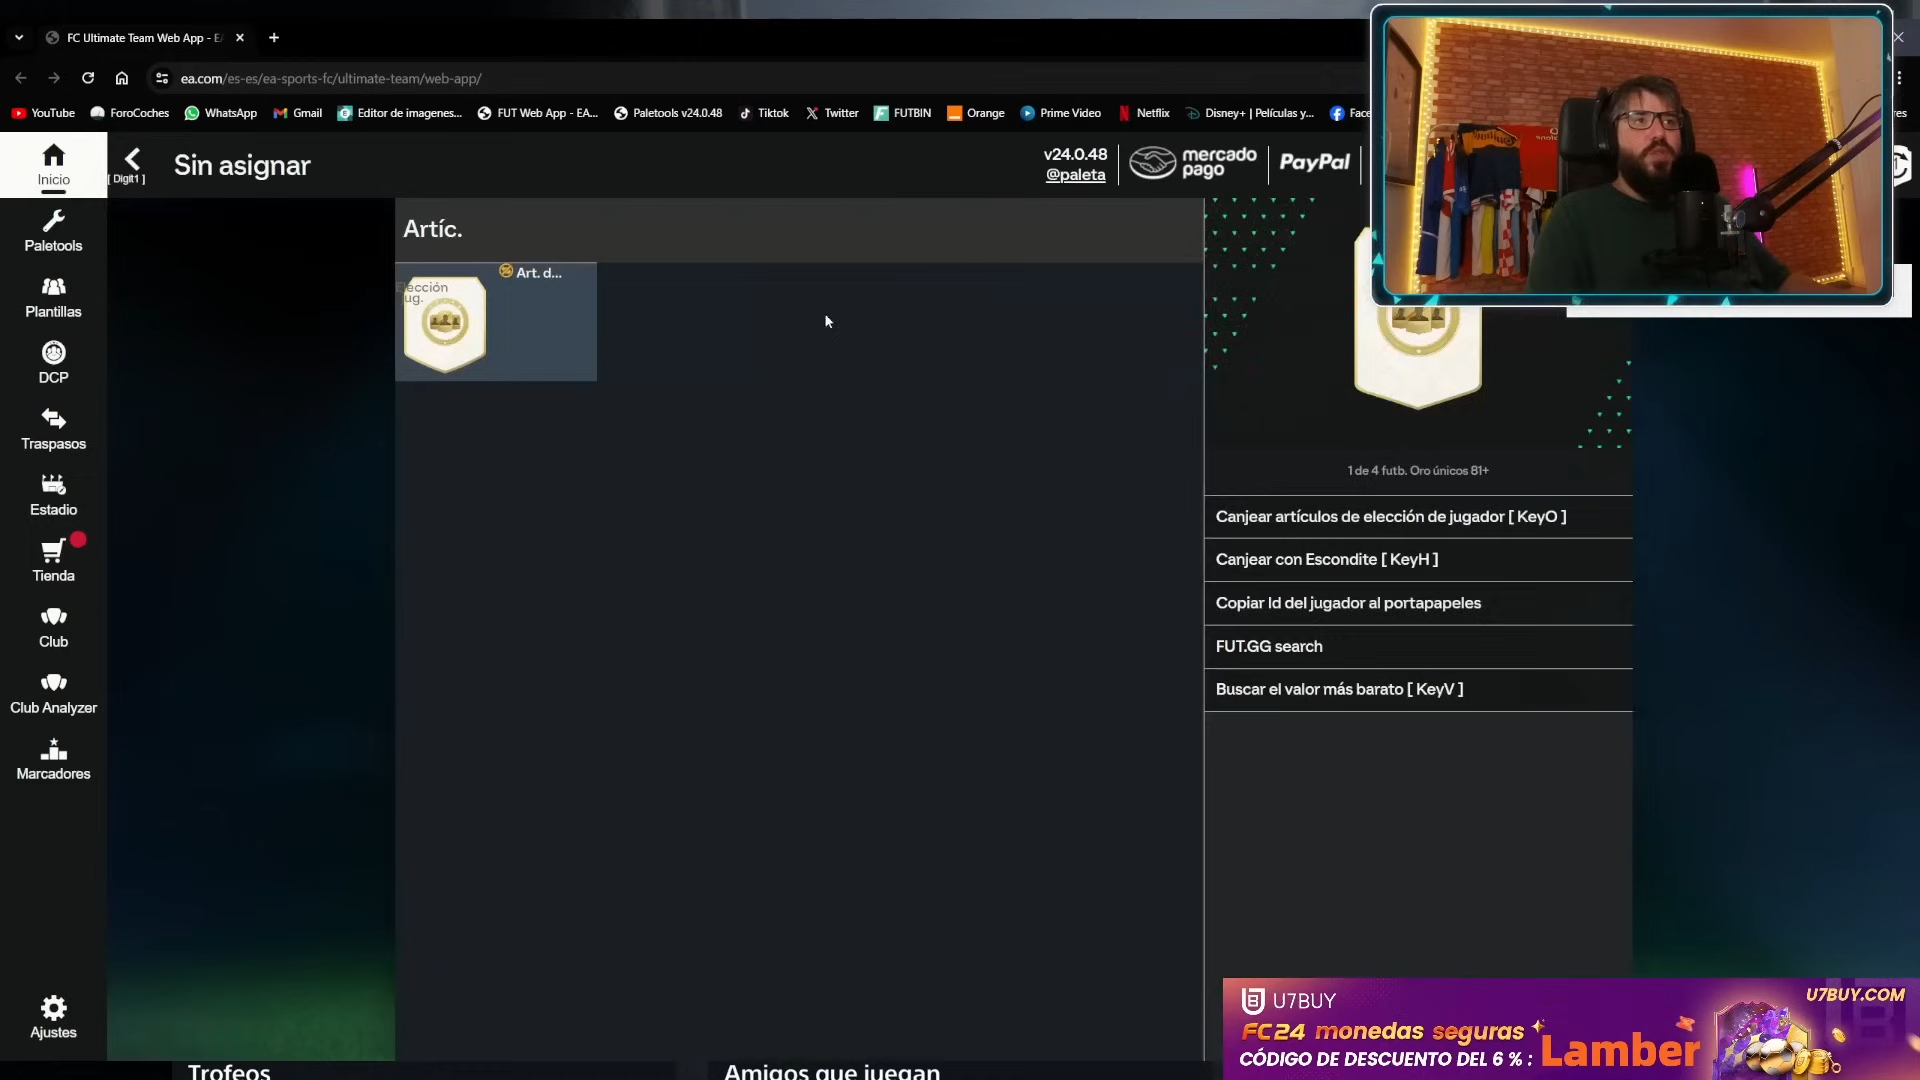 FC Ultimate Team Web App - E
ea.com/es-es/ea-sports-fc/ultimate-team/web-app/
YouTube
ForoCoches
WhatsApp
Gmail
Editor de imagenes...
FUT Web App - EA...
Paletools v24.0.48
Tiktok
Twitter
FUTBIN
Orange
Prime Video
Netflix
Disney+ | Películas y...
Face
Inicio
[ Digit1 ]
Sin asignar
v24.0.48
@paleta
mercado
pago
PayPal
Paletools
Plantillas
DCP
Traspasos
Estadio
Tienda
Club
Club Analyzer
Marcadores
Ajustes
Artíc.
Elección
jug.
Art. d...
1 de 4 futb. Oro únicos 81+
Canjear artículos de elección de jugador [ KeyO ]
Canjear con Escondite [ KeyH ]
Copiar Id del jugador al portapapeles
FUT.GG search
Buscar el valor más barato [ KeyV ]
Trofeos
Amigos que juegan
U7BUY
U7BUY.COM
FC24 monedas seguras
CÓDIGO DE DESCUENTO DEL 6 % : Lamber